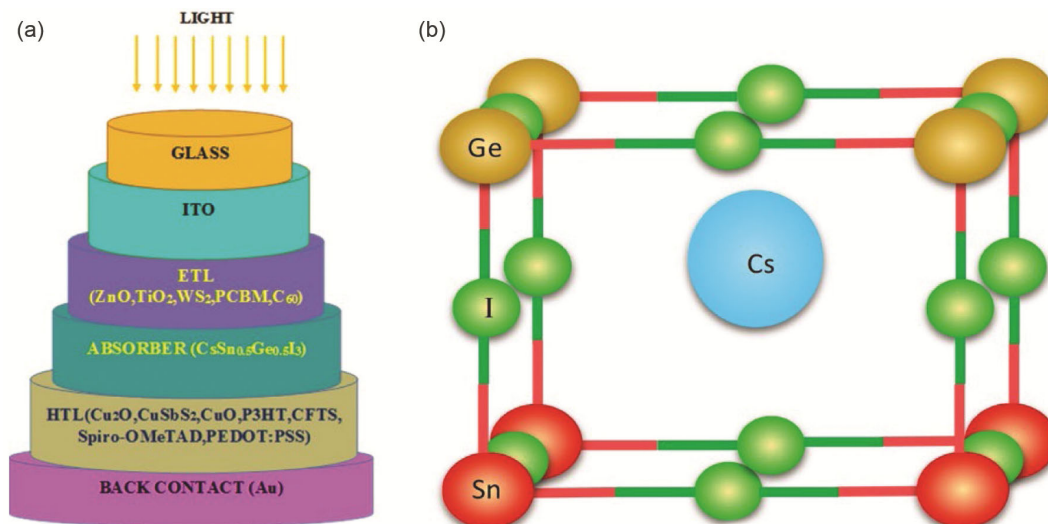 (a)
LIGHT
GLASS
ITO
ETL
(ZnO,TiO₂,WS₂,PCBM,C₆₀)
ABSORBER (CsSn₀.₅Ge₀.₅I₃)
HTL(Cu₂O,CuSbS₂,CuO,P3HT,CFTS,
Spiro-OMeTAD,PEDOT:PSS)
BACK CONTACT (Au)
(b)
Ge
Cs
I
Sn